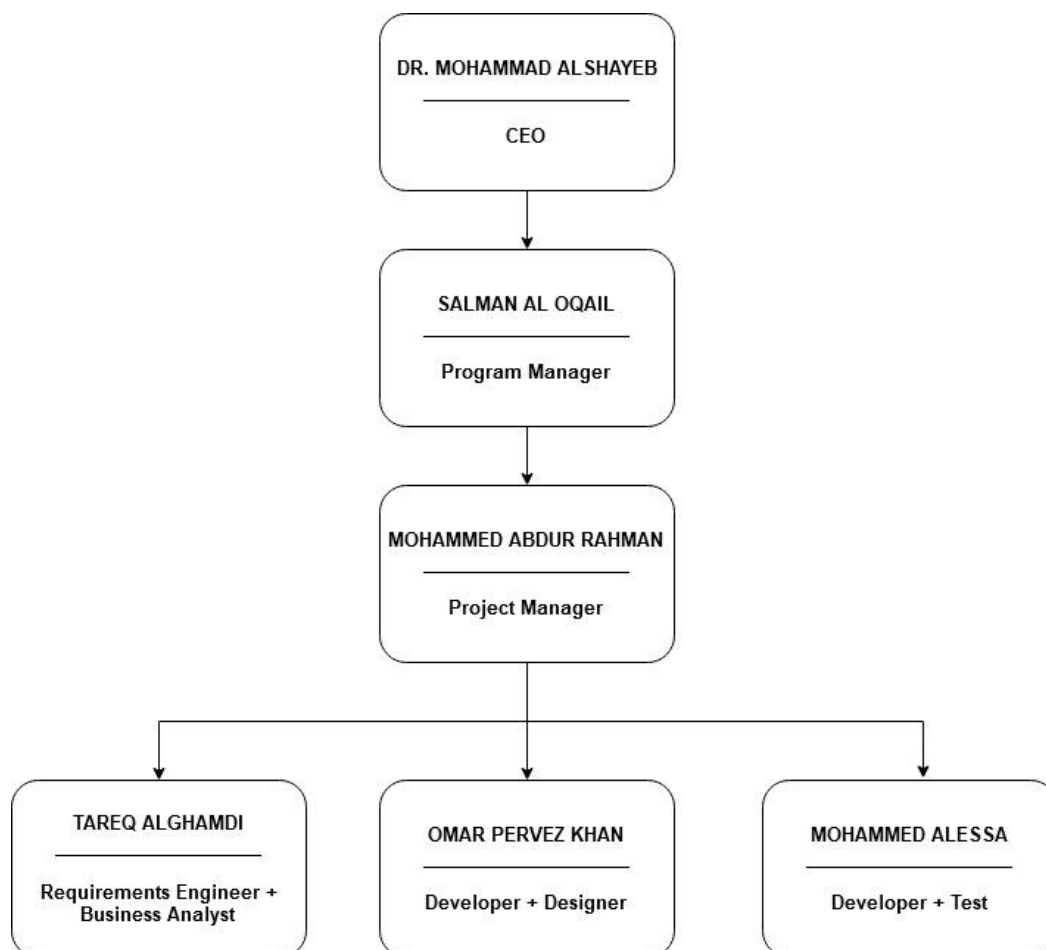 DR. MOHAMMAD ALSHAYEB
CEO
SALMAN AL OQAIL
Program Manager
MOHAMMED ABDUR RAHMAN
Project Manager
TAREQ ALGHAMDI
Requirements Engineer +
Business Analyst
OMAR PERVEZ KHAN
Developer + Designer
MOHAMMED ALESSA
Developer + Test